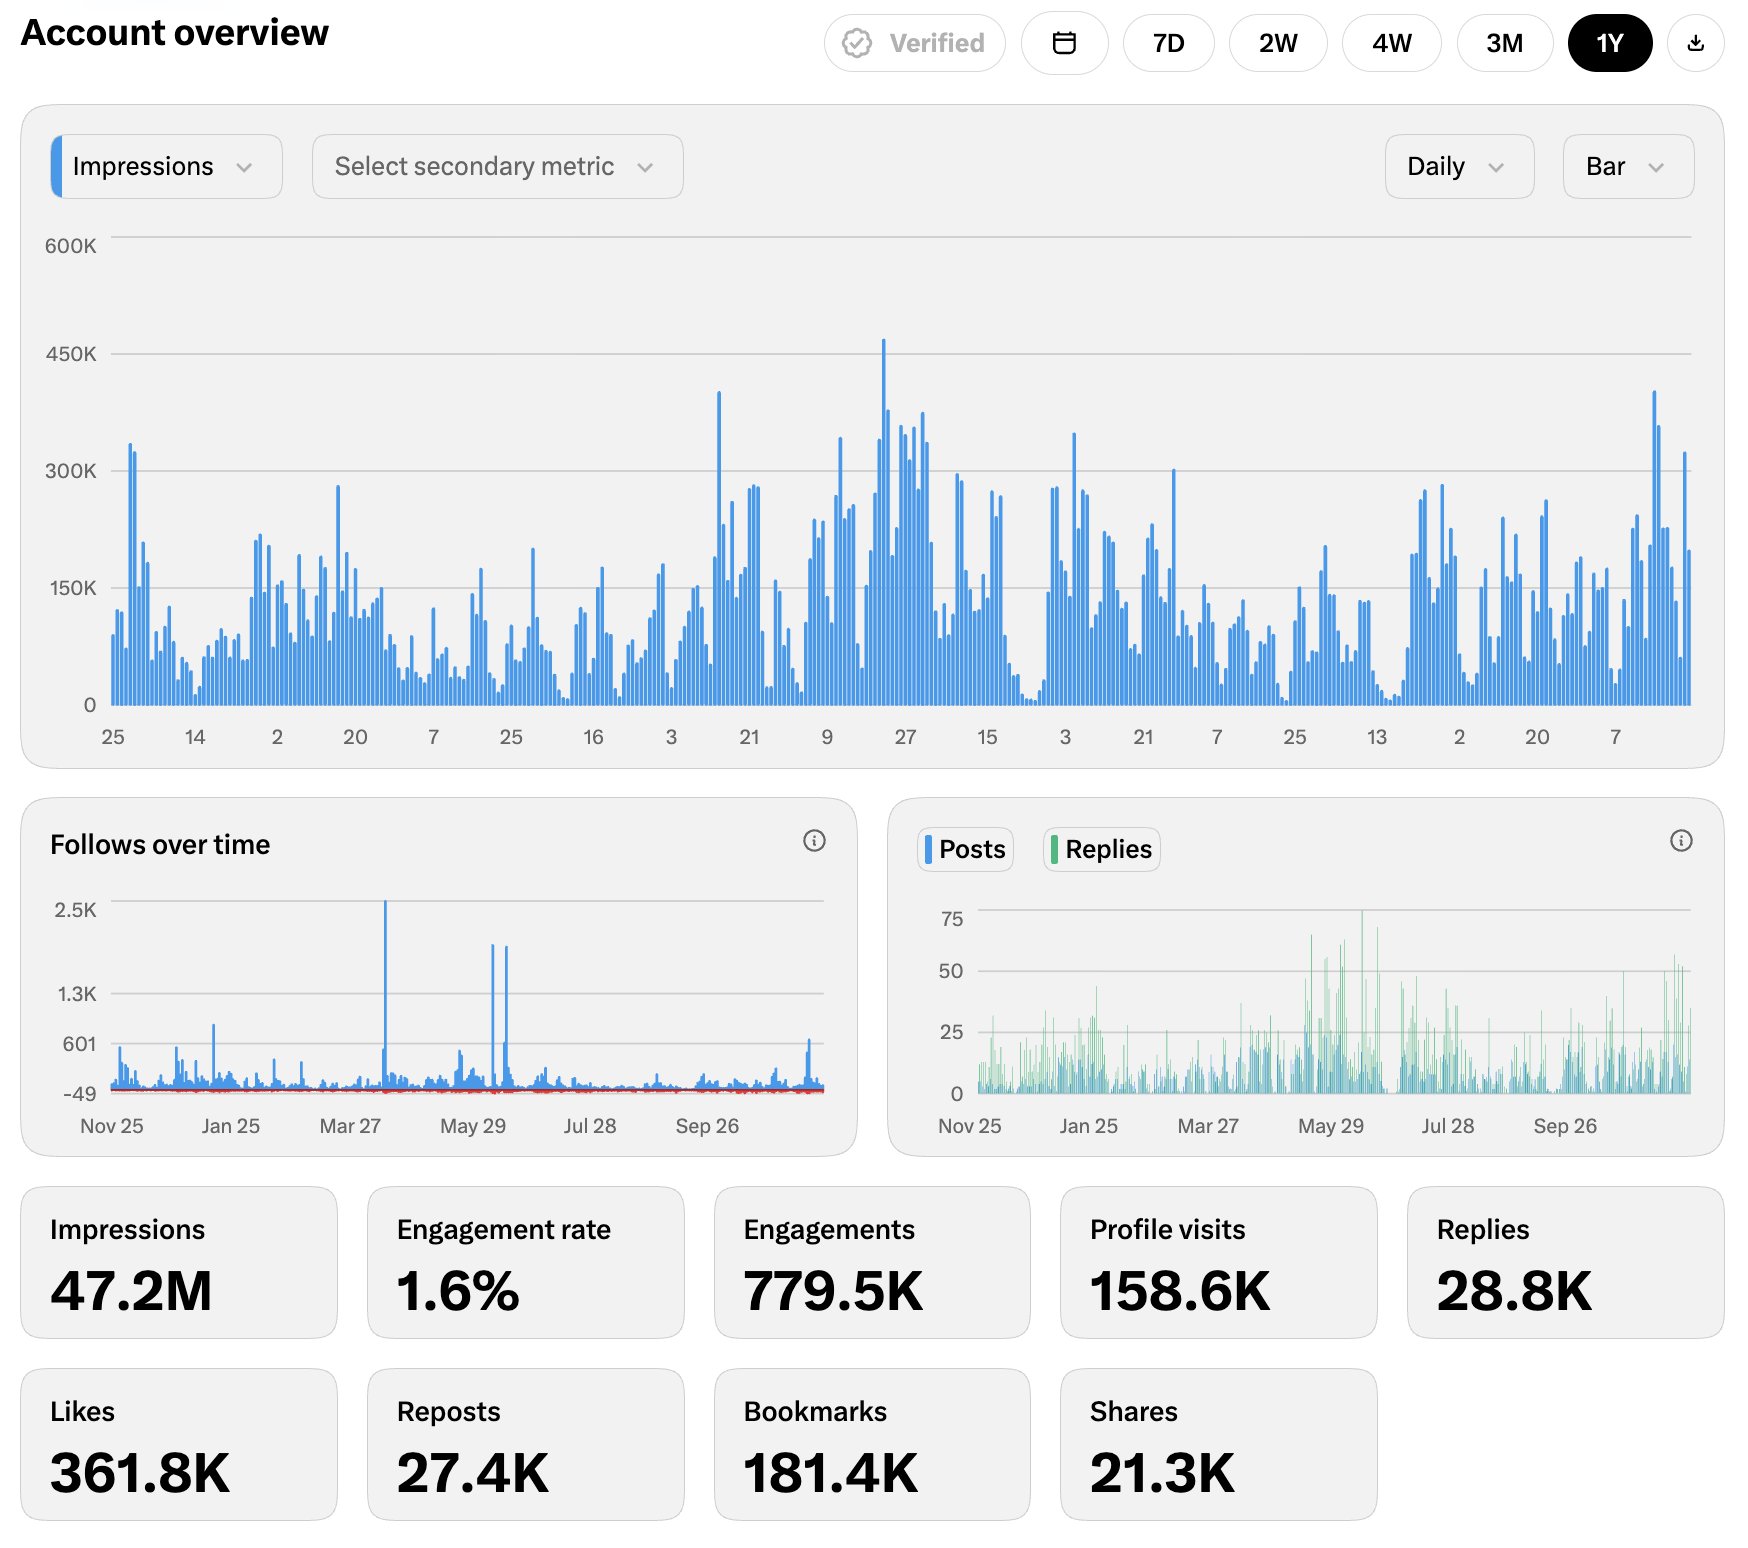 Account overview
Verified
7D
2W
4W
3M
1Y
Impressions
Select secondary metric
Daily
Bar
600K
450K
300K
150K
0
25 14 2 20 7 25 16 3 21 9 27 15 3 21 7 25 13 2 20 7
Follows over time
2.5K
1.3K
601
-49
Nov 25 Jan 25 Mar 27 May 29 Jul 28 Sep 26
Posts
Replies
75
50
25
0
Nov 25 Jan 25 Mar 27 May 29 Jul 28 Sep 26
Impressions
47.2M
Engagement rate
1.6%
Engagements
779.5K
Profile visits
158.6K
Replies
28.8K
Likes
361.8K
Reposts
27.4K
Bookmarks
181.4K
Shares
21.3K